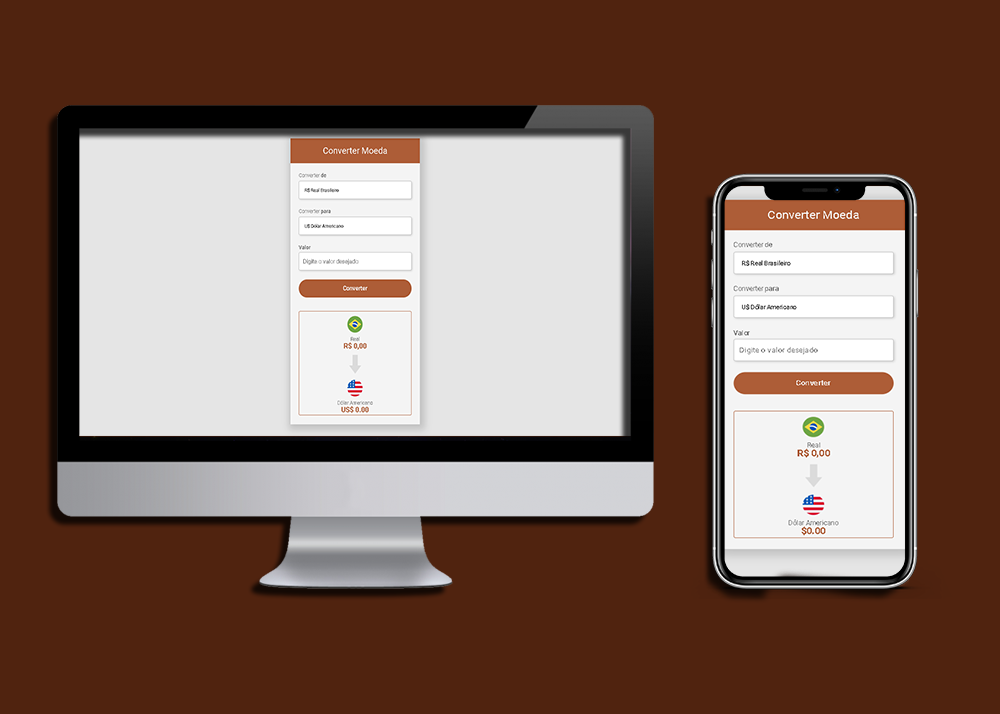 Converter Moeda
Converter de
R$ Real Brasileiro
Converter para
U$ Dólar Americano
Valor
Digite o valor desejado
Converter
Real
R$ 0,00
Dólar Americano
US$ 0.00
Converter Moeda
Converter de
R$ Real Brasileiro
Converter para
U$ Dólar Americano
Valor
Digite o valor desejado
Converter
Real
R$ 0,00
Dólar Americano
$0.00